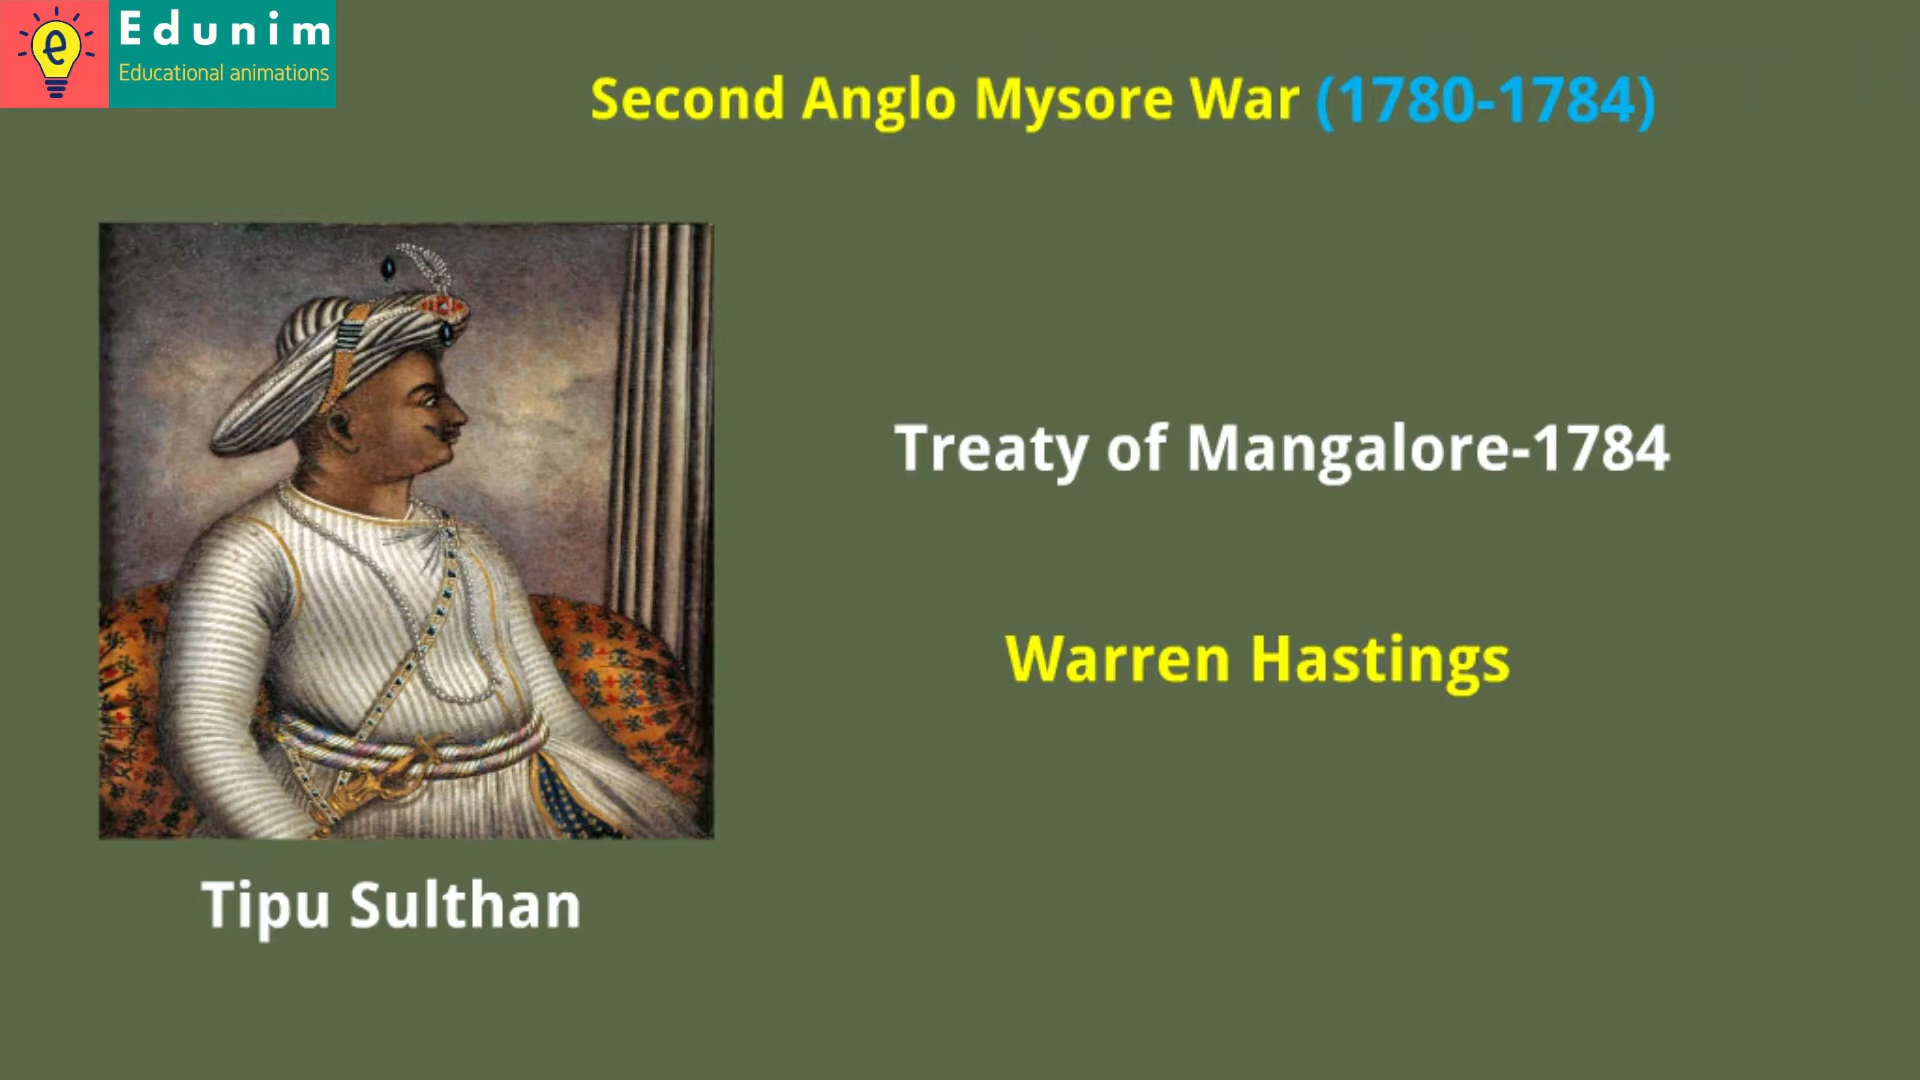 e
Edunim
Educational animations
Second Anglo Mysore War (1780-1784)
Treaty of Mangalore-1784
Warren Hastings
Tipu Sulthan